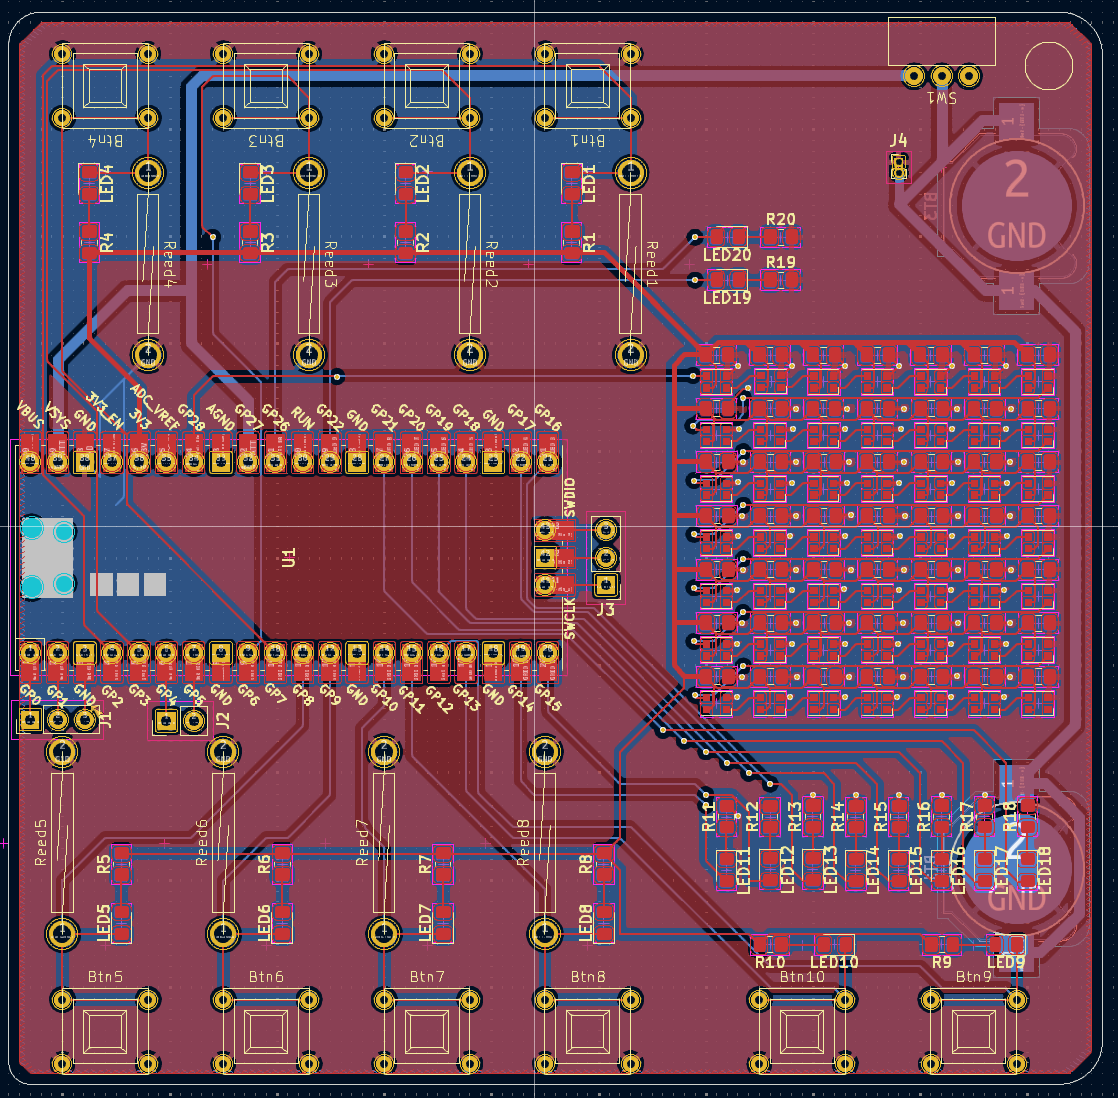 SW1
Btn4
Btn3
Btn2
Btn1
1
J4
LED4
LED3
LED2
LED1
2
BT2
GND
R4
R3
R2
R1
R20
LED20
R19
LED19
Reed4
Reed3
Reed2
Reed1
1
VBUS
VSYS
GND
3V3_EN
3V3
ADC_VREF
GP28
AGND
GP27
GP26
RUN
GP22
GND
GP21
GP20
GP19
GP18
GND
GP17
GP16
SWDIO
U1
SWCLK
J3
GP0
GP1
GND
GP2
GP3
GP4
GP5
GND
GP6
GP7
GP8
GP9
GND
GP10
GP11
GP12
GP13
GND
GP14
GP15
J1
J2
Reed5
Reed6
Reed7
Reed8
R11
R12
R13
R14
R15
R16
R17
R18
R5
R6
R7
R8
LED11
LED12
LED13
LED14
LED15
LED16
LED17
LED18
2
BT1
GND
LED5
LED6
LED7
LED8
R10
LED10
R9
LED9
Btn5
Btn6
Btn7
Btn8
Btn10
Btn9